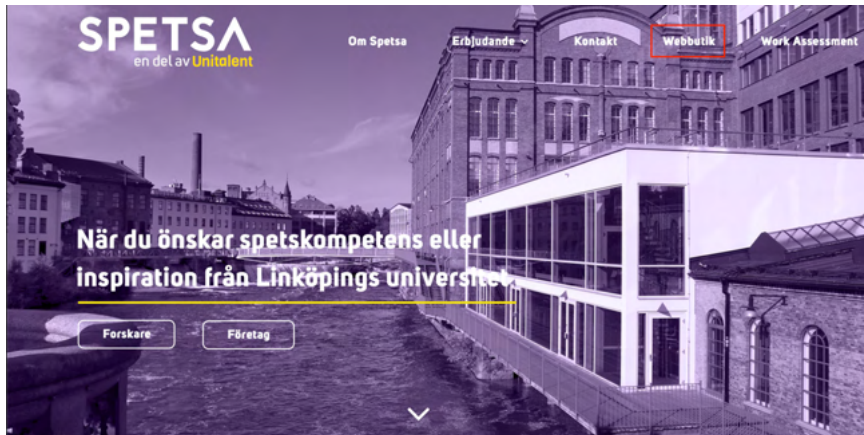 SPETSA
en del av Unitalent
Om Spetsa
Erbjudande
Kontakt
Webbutik
Work Assessment
När du önskar spetskompetens eller
inspiration från Linköpings universitet
Forskare
Företag